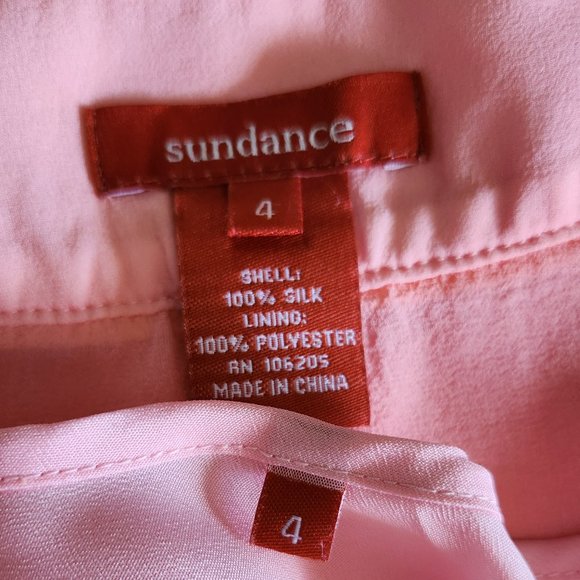 sundance
4
SHELL:
100% SILK
LINING:
100% POLYESTER
RN 106205
MADE IN CHINA
4